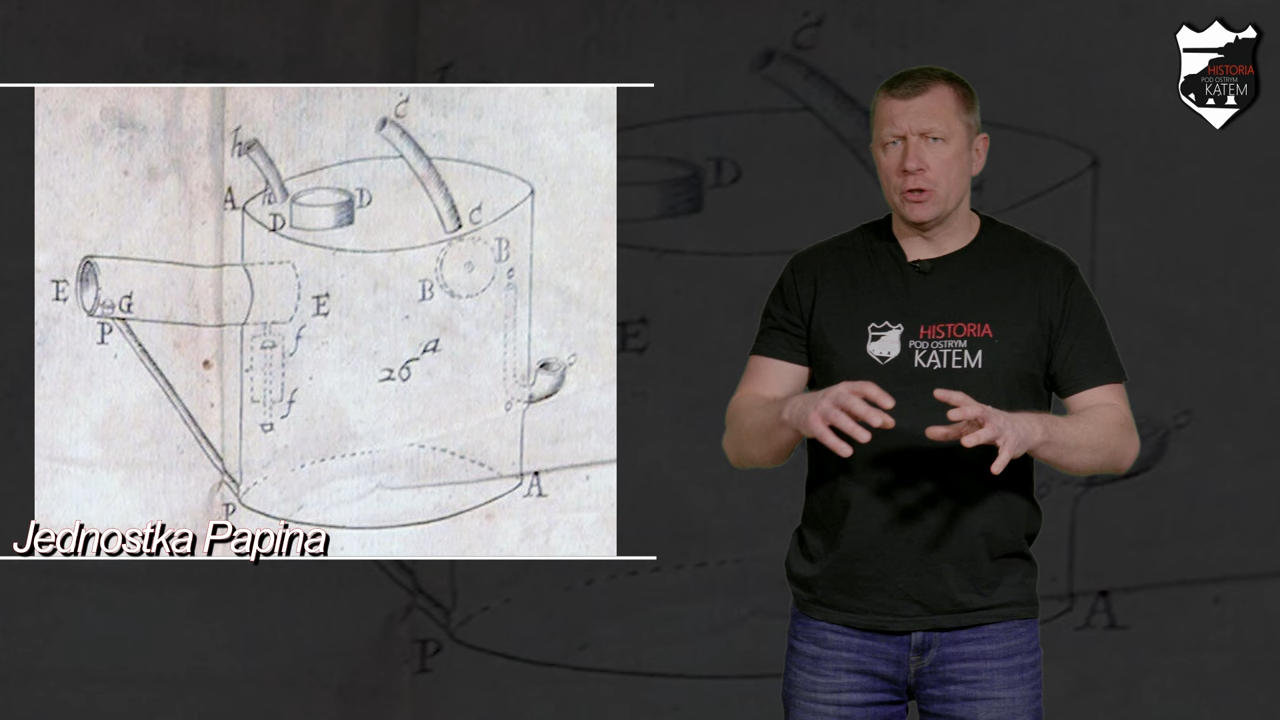 HISTORIA
POD OSTRYM
KĄTEM
h
C
A
h
D
D
C
B
B
E
G
E
P
f
26 a
f
A
P
Jednostka Papina
C
D
E
A
P
HISTORIA
POD OSTRYM
KĄTEM